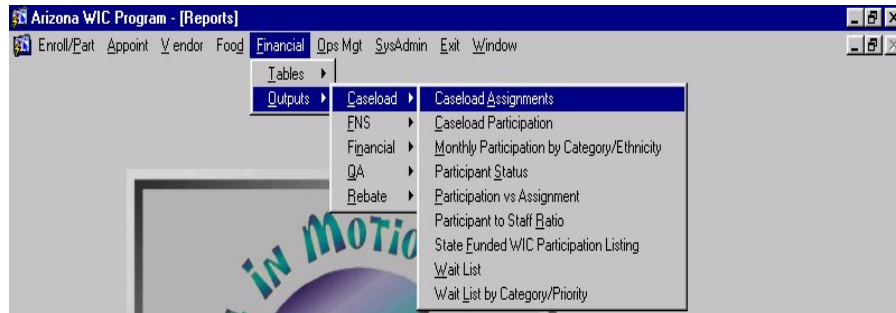 Arizona WIC Program - [Reports]
Enroll/Part Appoint Vendor Food Financial Ops Mgt SysAdmin Exit Window
Tables
Outputs
Caseload
FNS
Financial
QA
Rebate
Caseload Assignments
Caseload Participation
Monthly Participation by Category/Ethnicity
Participant Status
Participation vs Assignment
Participant to Staff Ratio
State Funded WIC Participation Listing
Wait List
Wait List by Category/Priority
in MOTIO